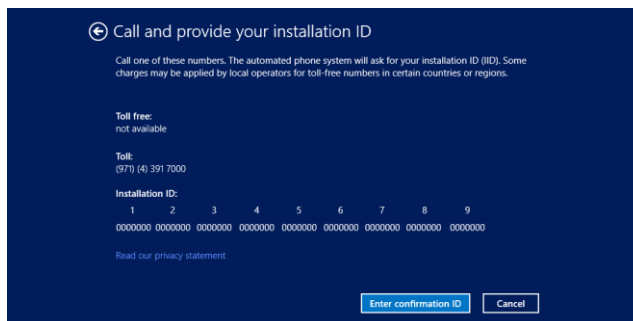 Call and provide your installation ID
Call one of these numbers. The automated phone system will ask for your installation ID (IID). Some
charges may be applied by local operators for toll-free numbers in certain countries or regions.
Toll free:
not available
Toll:
(971) (4) 391 7000
Installation ID:
1 2 3 4 5 6 7 8 9
0000000 0000000 0000000 0000000 0000000 0000000 0000000 0000000 0000000
Read our privacy statement
Enter confirmation ID Cancel